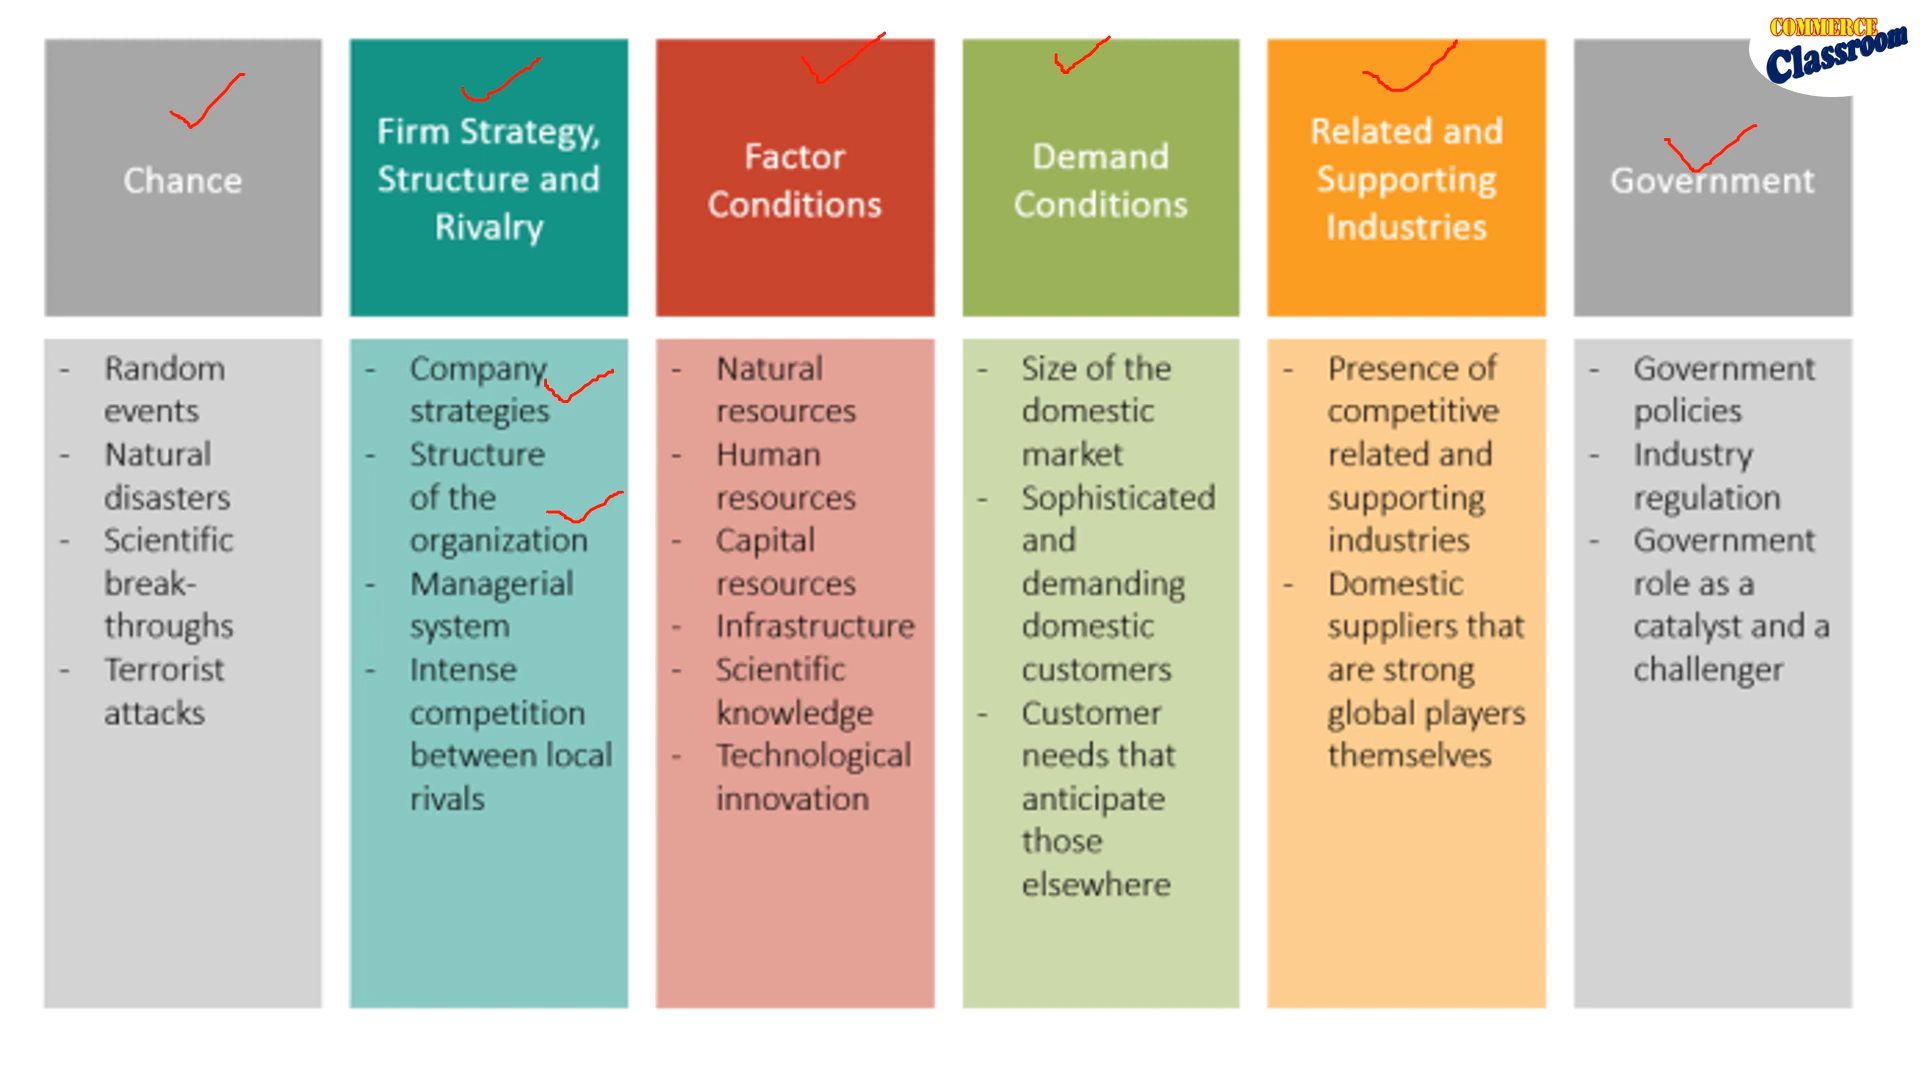 COMMERCE
Classroom
Chance
Firm Strategy,
Structure and
Rivalry
Factor
Conditions
Demand
Conditions
Related and
Supporting
Industries
Government
- Random
events
- Natural
disasters
- Scientific
break-
throughs
- Terrorist
attacks
- Company
strategies
- Structure
of the
organization
- Managerial
system
- Intense
competition
between local
rivals
- Natural
resources
- Human
resources
- Capital
resources
- Infrastructure
- Scientific
knowledge
- Technological
innovation
- Size of the
domestic
market
- Sophisticated
and
demanding
domestic
customers
- Customer
needs that
anticipate
those
elsewhere
- Presence of
competitive
related and
supporting
industries
- Domestic
suppliers that
are strong
global players
themselves
- Government
policies
- Industry
regulation
- Government
role as a
catalyst and a
challenger